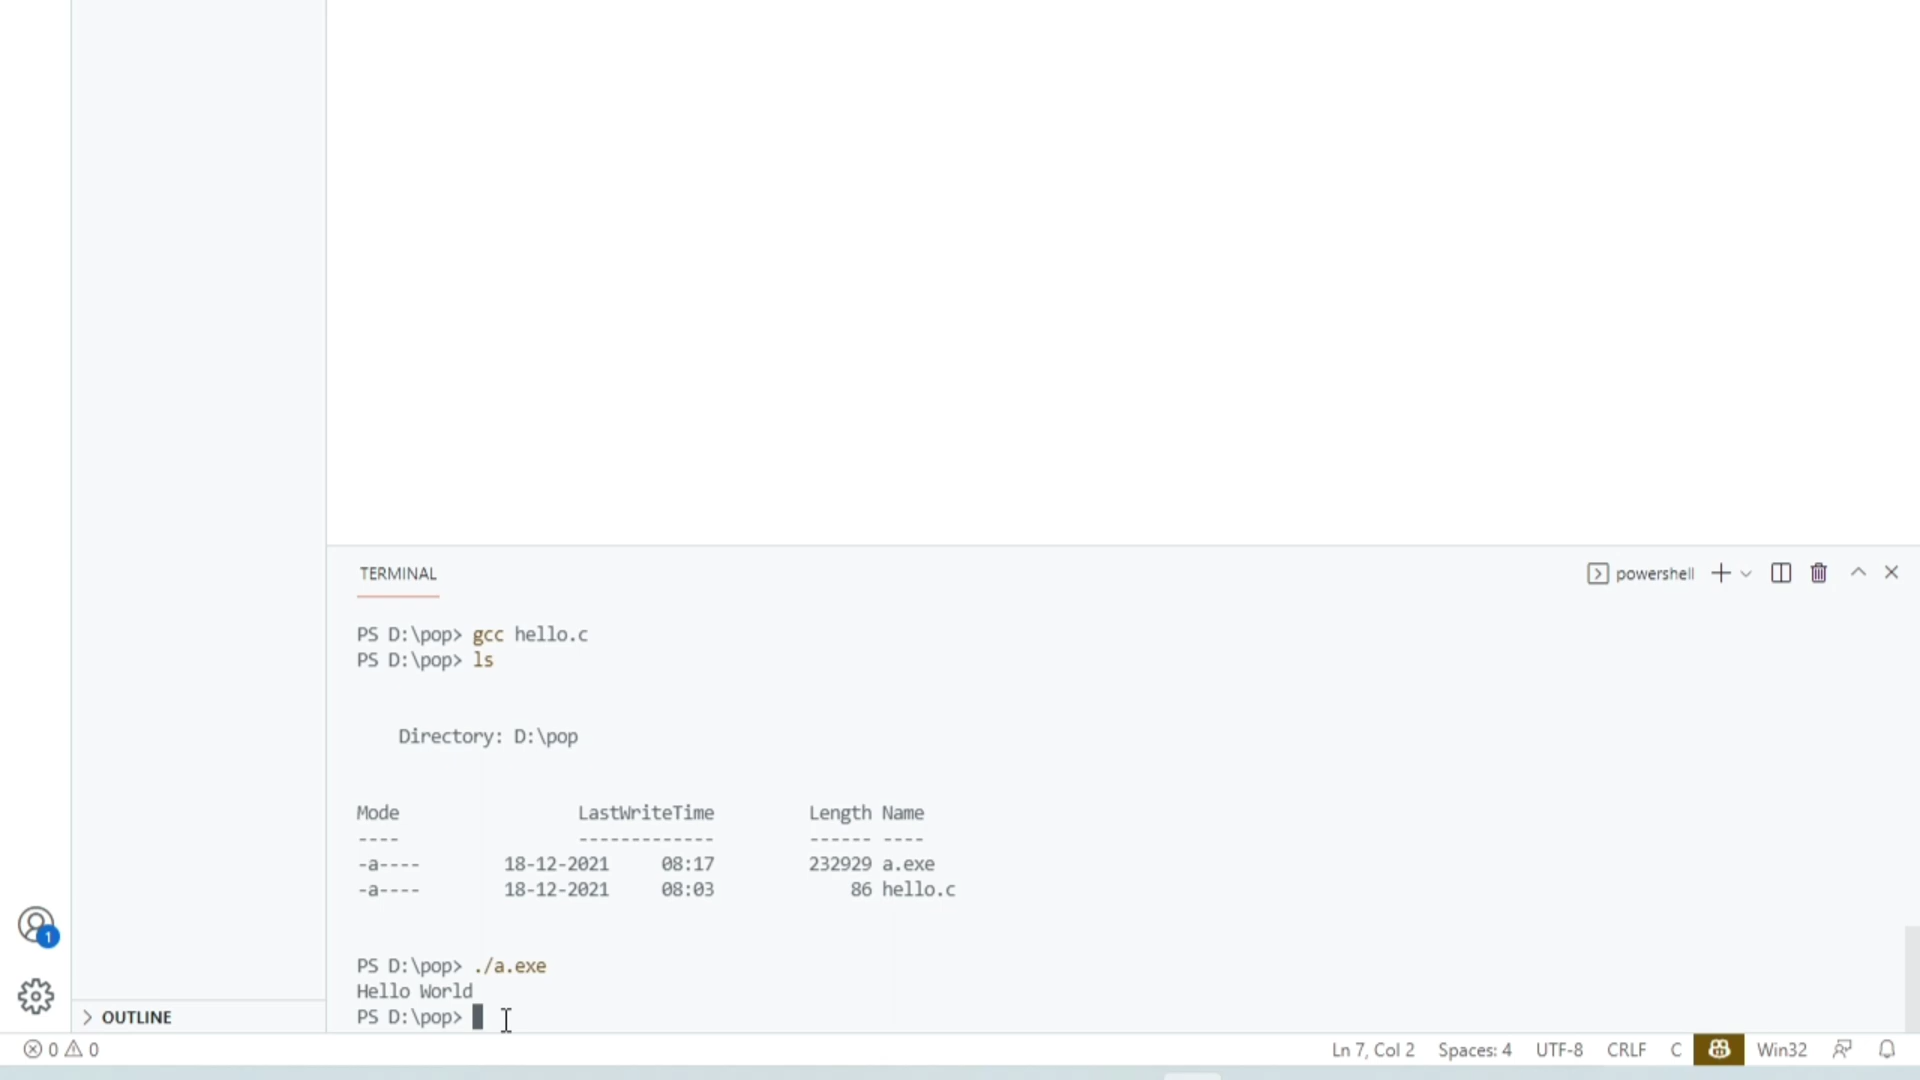 TERMINAL
powershell
PS D:\pop> gcc hello.c
PS D:\pop> ls
Directory: D:\pop
Mode LastWriteTime Length Name
---- ------------- ------ ----
-a---- 18-12-2021 08:17 232929 a.exe
-a---- 18-12-2021 08:03 86 hello.c
PS D:\pop> ./a.exe
Hello World
PS D:\pop>
1
OUTLINE
0 0 Ln 7, Col 2 Spaces: 4 UTF-8 CRLF C Win32